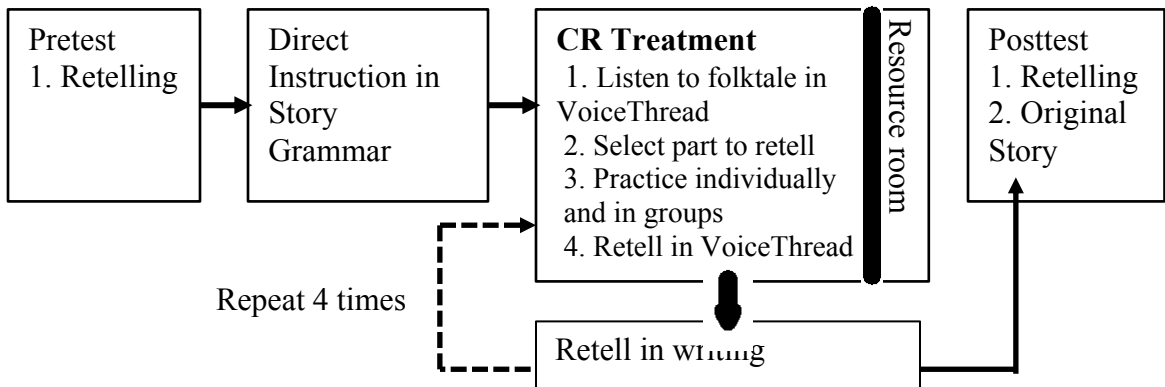 Pretest
1. Retelling
Direct
Instruction in
Story
Grammar
CR Treatment
1. Listen to folktale in
VoiceThread
2. Select part to retell
3. Practice individually
and in groups
4. Retell in VoiceThread
Resource room
Posttest
1. Retelling
2. Original
Story
Repeat 4 times
Retell in writing